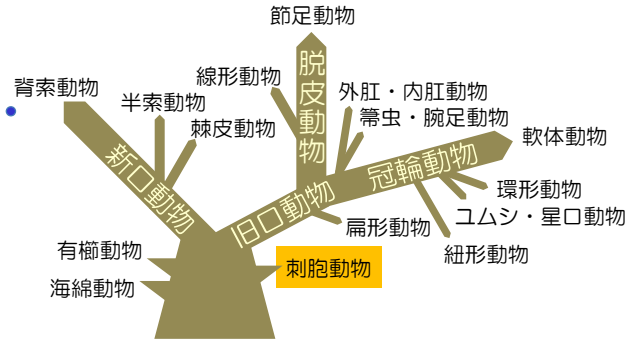 節足動物
脱皮動物
線形動物
背索動物
半索動物
棘皮動物
外肛・内肛動物
箒虫・腕足動物
軟体動物
新口動物
旧口動物
冠輪動物
環形動物
ユムシ・星口動物
扁形動物
紐形動物
有櫛動物
海綿動物
刺胞動物